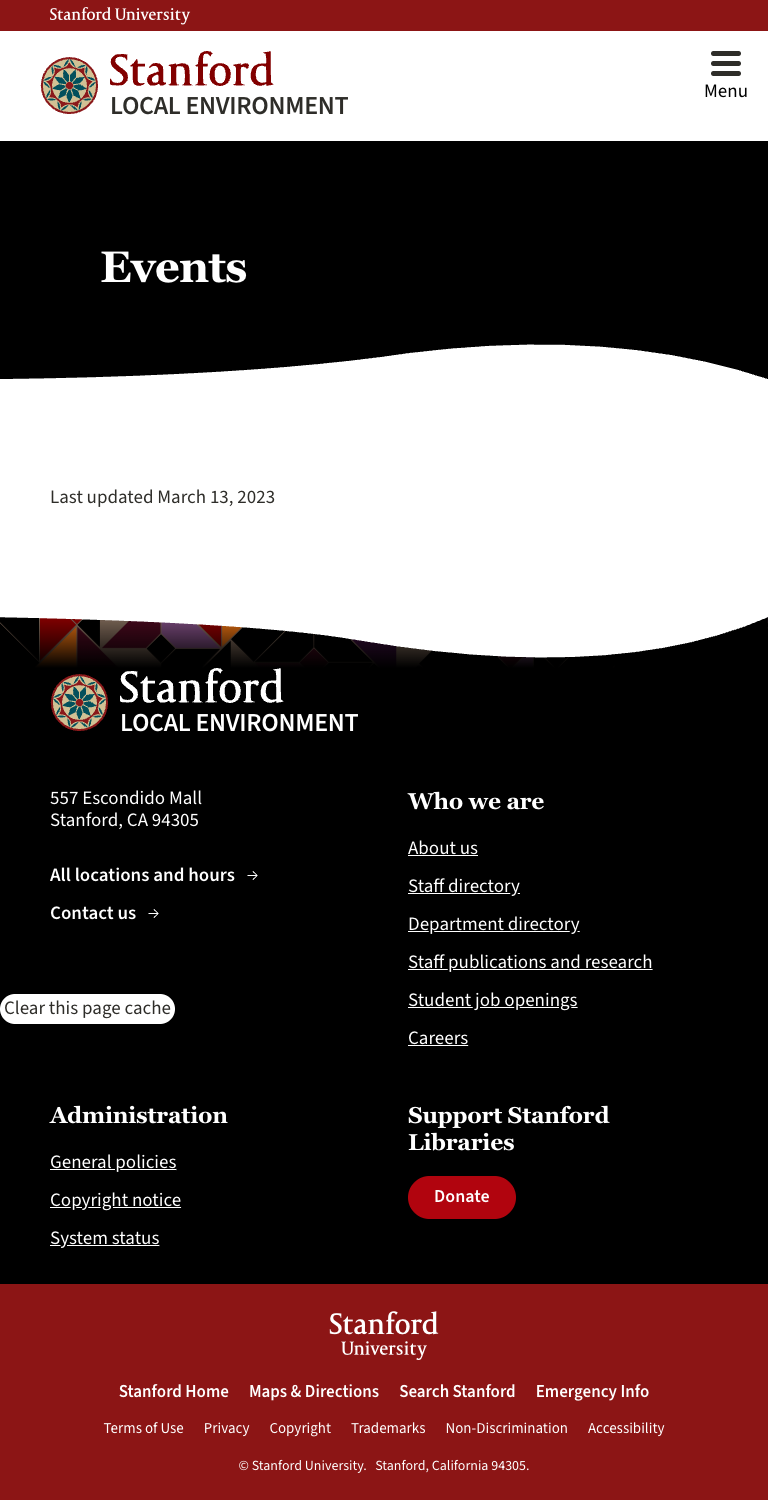 Stanford University
Stanford
LOCAL ENVIRONMENT
Menu
Events
Last updated March 13, 2023
Stanford
LOCAL ENVIRONMENT
557 Escondido Mall
Stanford, CA 94305
All locations and hours →
Contact us →
Who we are
About us
Staff directory
Department directory
Staff publications and research
Student job openings
Careers
Clear this page cache
Administration
General policies
Copyright notice
System status
Support Stanford
Libraries
Donate
Stanford
University
Stanford Home Maps & Directions Search Stanford Emergency Info
Terms of Use Privacy Copyright Trademarks Non-Discrimination Accessibility
© Stanford University. Stanford, California 94305.